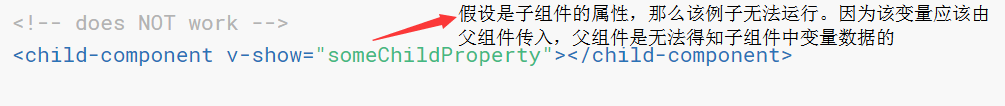 <!-- does NOT work -->
假设是子组件的属性，那么该例子无法运行。因为该变量应该由
父组件传入，父组件是无法得知子组件中变量数据的
<child-component v-show="someChildProperty"></child-component>